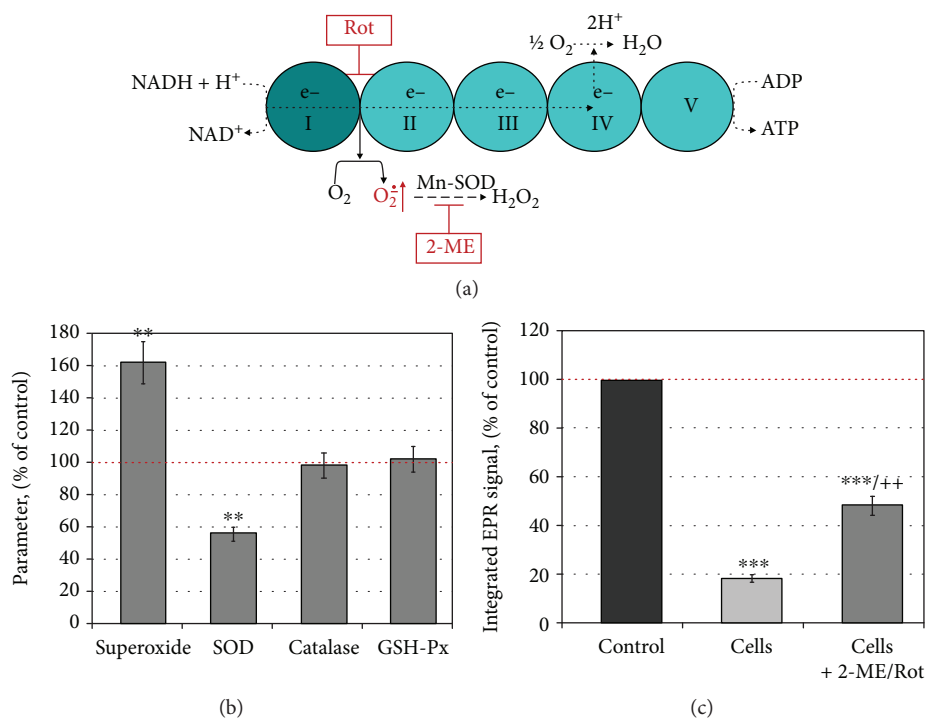 Rot
2H⁺
½ O₂ H₂O
NADH + H⁺
e– e– e– e–
ADP
I II III IV V
NAD⁺
ATP
O₂ O₂•̄ Mn-SOD H₂O₂
2-ME
(a)
180
160
140
120
100
80
60
40
20
0
Parameter, (% of control)
**
**
Superoxide SOD Catalase GSH-Px
(b)
120
100
80
60
40
20
0
Integrated EPR signal, (% of control)
***
***/++
Control Cells Cells
+ 2-ME/Rot
(c)